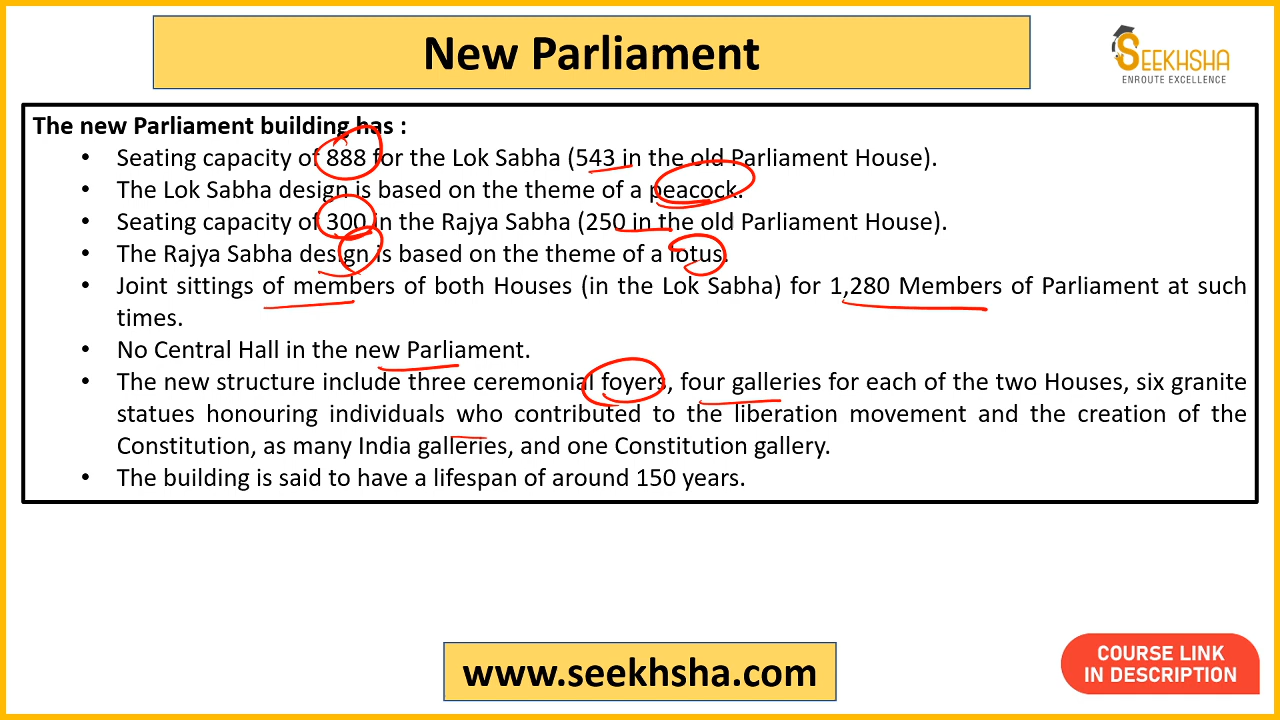 New Parliament
SEEKHSHA
ENROUTE EXCELLENCE
The new Parliament building has :
• Seating capacity of 888 for the Lok Sabha (543 in the old Parliament House).
• The Lok Sabha design is based on the theme of a peacock.
• Seating capacity of 300 in the Rajya Sabha (250 in the old Parliament House).
• The Rajya Sabha design is based on the theme of a lotus.
• Joint sittings of members of both Houses (in the Lok Sabha) for 1,280 Members of Parliament at such
times.
• No Central Hall in the new Parliament.
• The new structure include three ceremonial foyers, four galleries for each of the two Houses, six granite
statues honouring individuals who contributed to the liberation movement and the creation of the
Constitution, as many India galleries, and one Constitution gallery.
• The building is said to have a lifespan of around 150 years.
www.seekhsha.com
COURSE LINK
IN DESCRIPTION